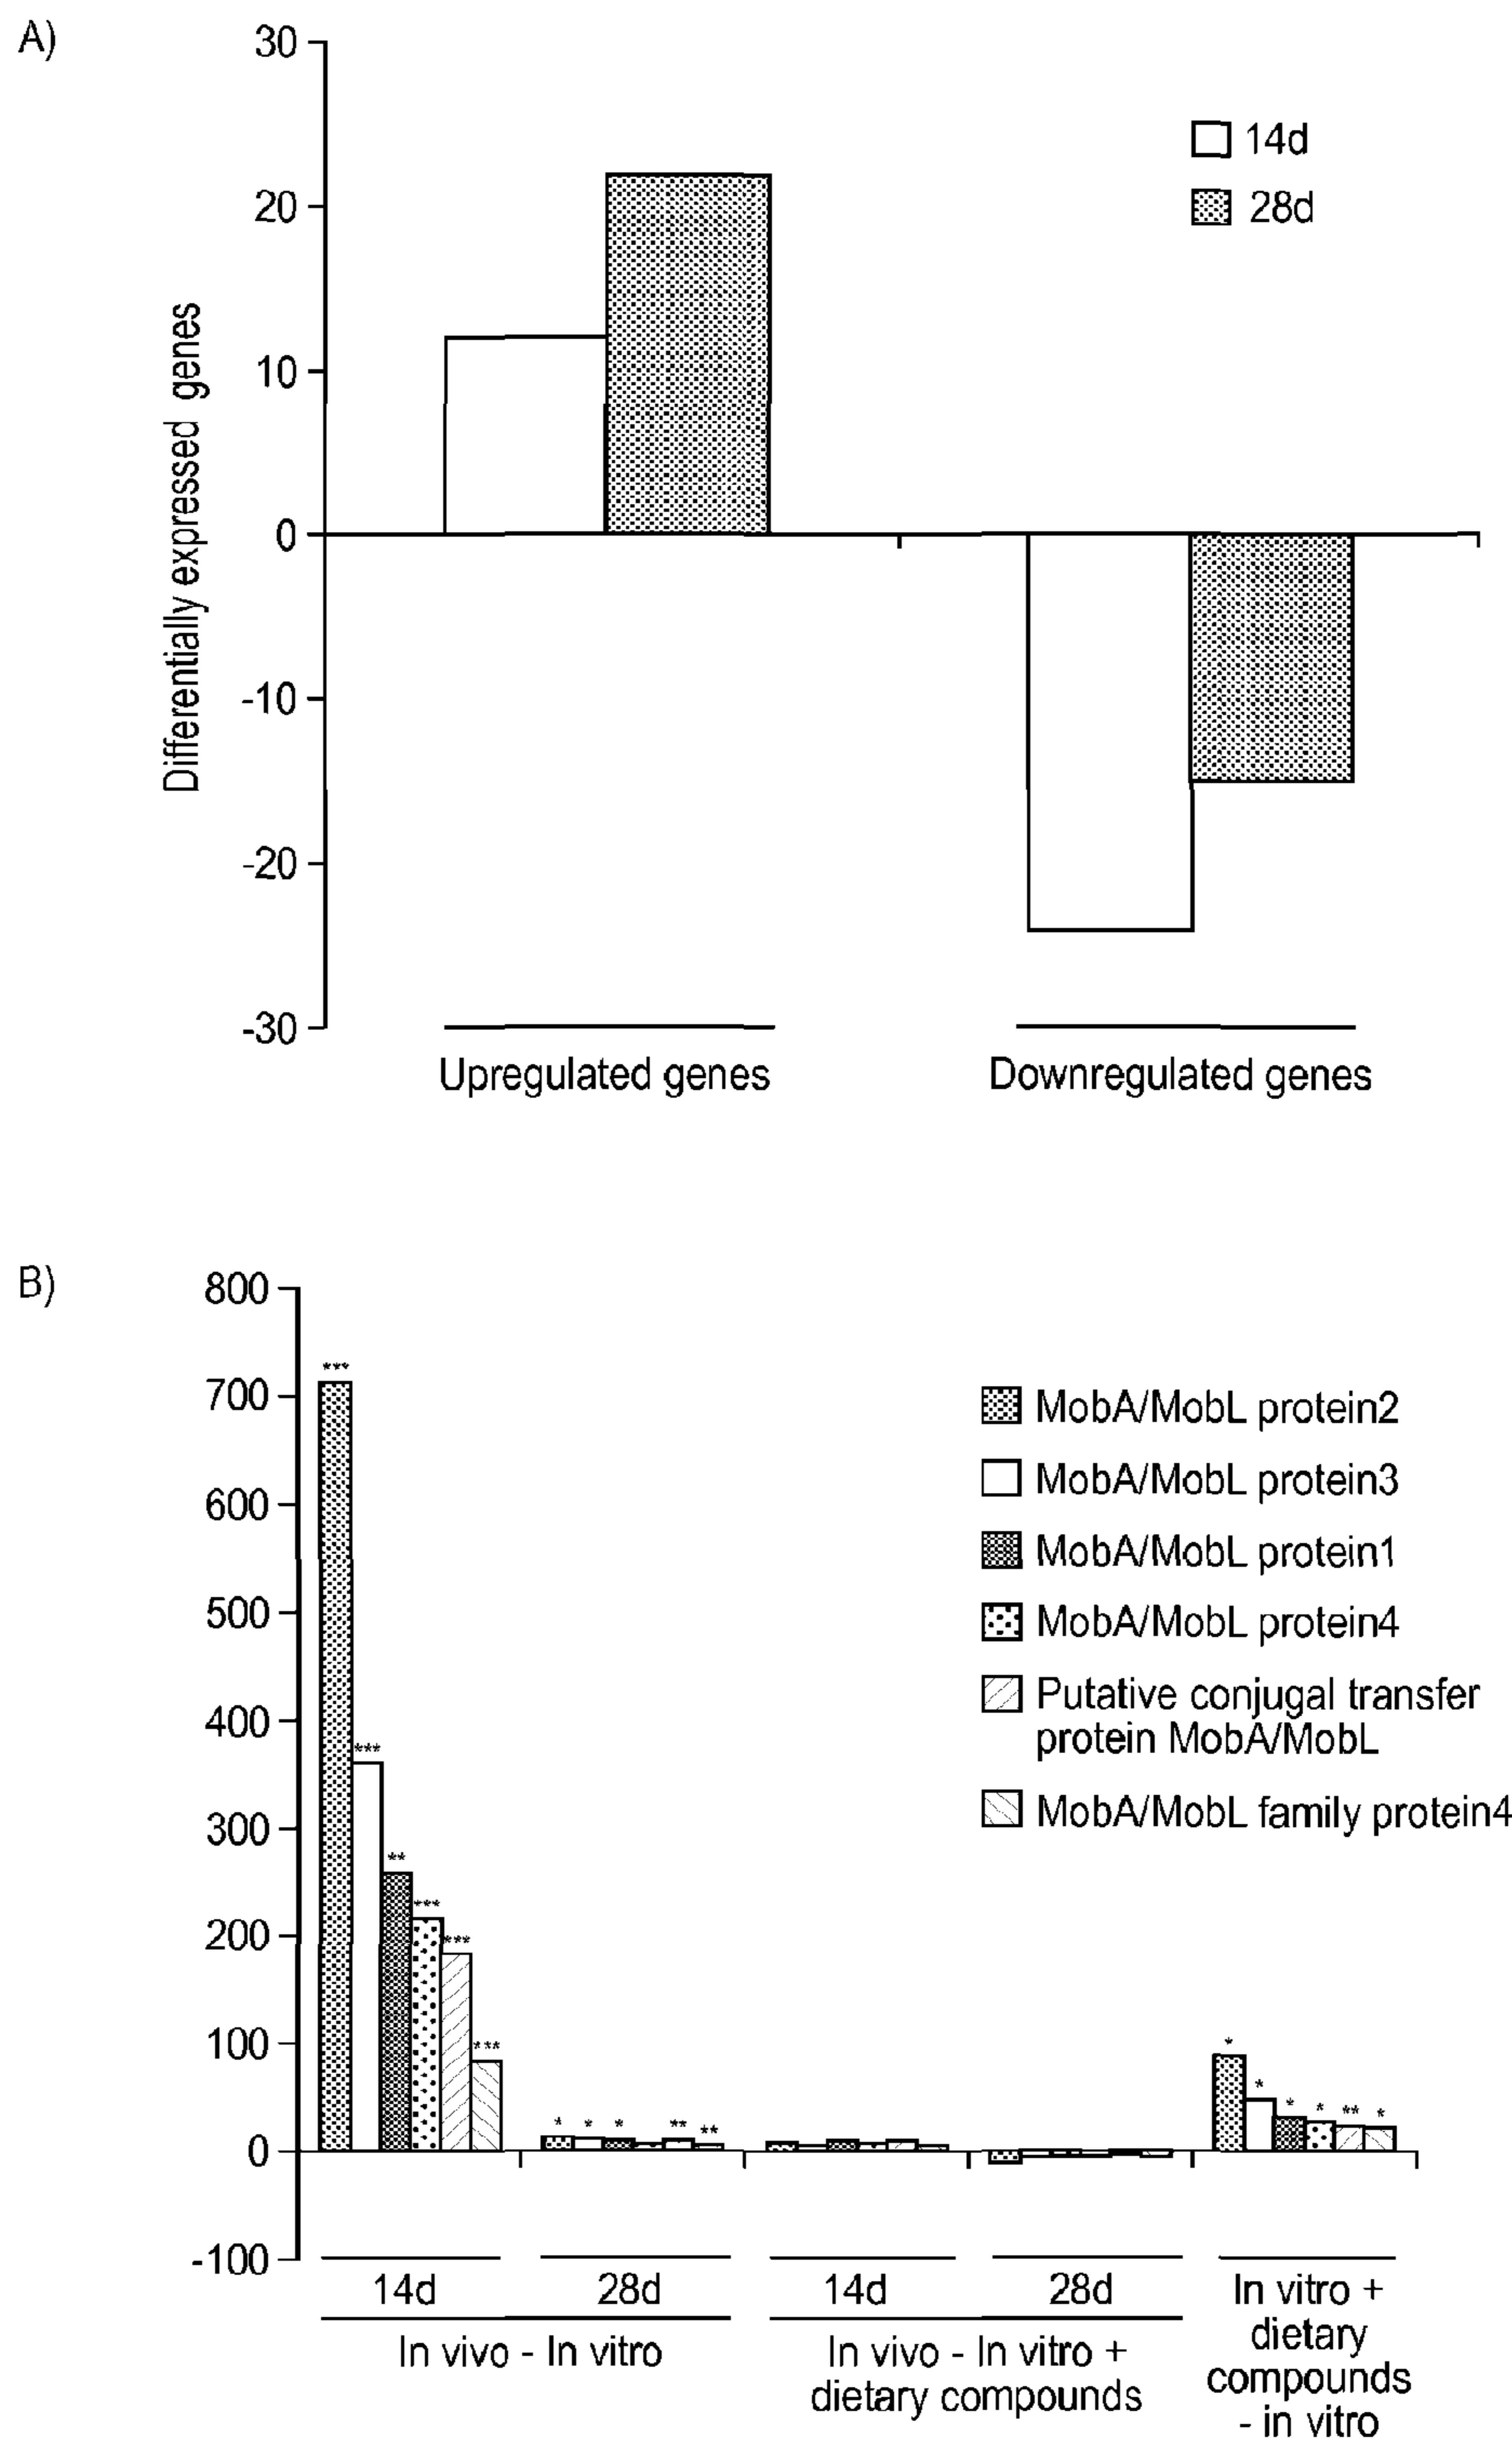 A)
30
20
10
0
-10
-20
-30
Differentially expressed genes
14d
28d
Upregulated genes
Downregulated genes
B)
800
700
600
500
400
300
200
100
0
-100
***
***
**
***
***
***
*
*
*
**
**
*
*
*
*
**
*
MobA/MobL protein2
MobA/MobL protein3
MobA/MobL protein1
MobA/MobL protein4
Putative conjugal transfer
protein MobA/MobL
MobA/MobL family protein4
14d
28d
14d
28d
In vivo - In vitro
In vivo - In vitro +
dietary compounds
In vitro +
dietary
compounds
- in vitro